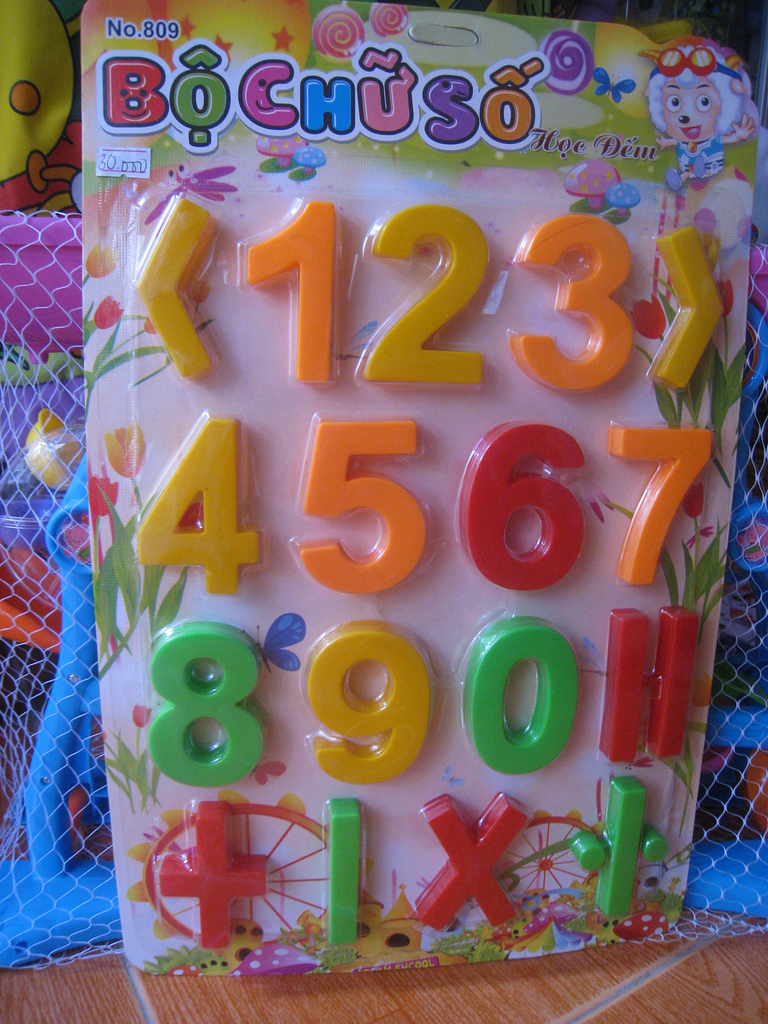 No.809
BỘ CHỮ SỐ
Học Đếm
30.000
< 1 2 3 >
4 5 6 7
8 9 0 =
+ - x ÷